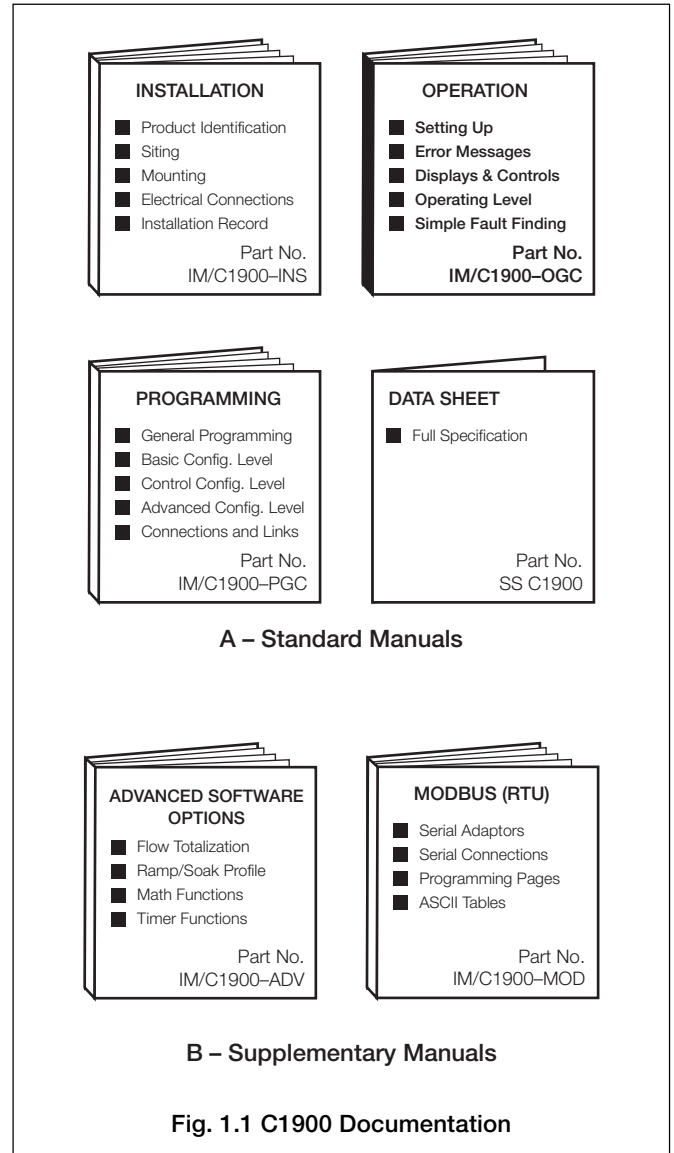 INSTALLATION
Product Identification
Siting
Mounting
Electrical Connections
Installation Record
Part No.
IM/C1900–INS
OPERATION
Setting Up
Error Messages
Displays & Controls
Operating Level
Simple Fault Finding
Part No.
IM/C1900–OGC
PROGRAMMING
General Programming
Basic Config. Level
Control Config. Level
Advanced Config. Level
Connections and Links
Part No.
IM/C1900–PGC
DATA SHEET
Full Specification
Part No.
SS C1900
A – Standard Manuals
ADVANCED SOFTWARE
OPTIONS
Flow Totalization
Ramp/Soak Profile
Math Functions
Timer Functions
Part No.
IM/C1900–ADV
MODBUS (RTU)
Serial Adaptors
Serial Connections
Programming Pages
ASCII Tables
Part No.
IM/C1900–MOD
B – Supplementary Manuals
Fig. 1.1 C1900 Documentation